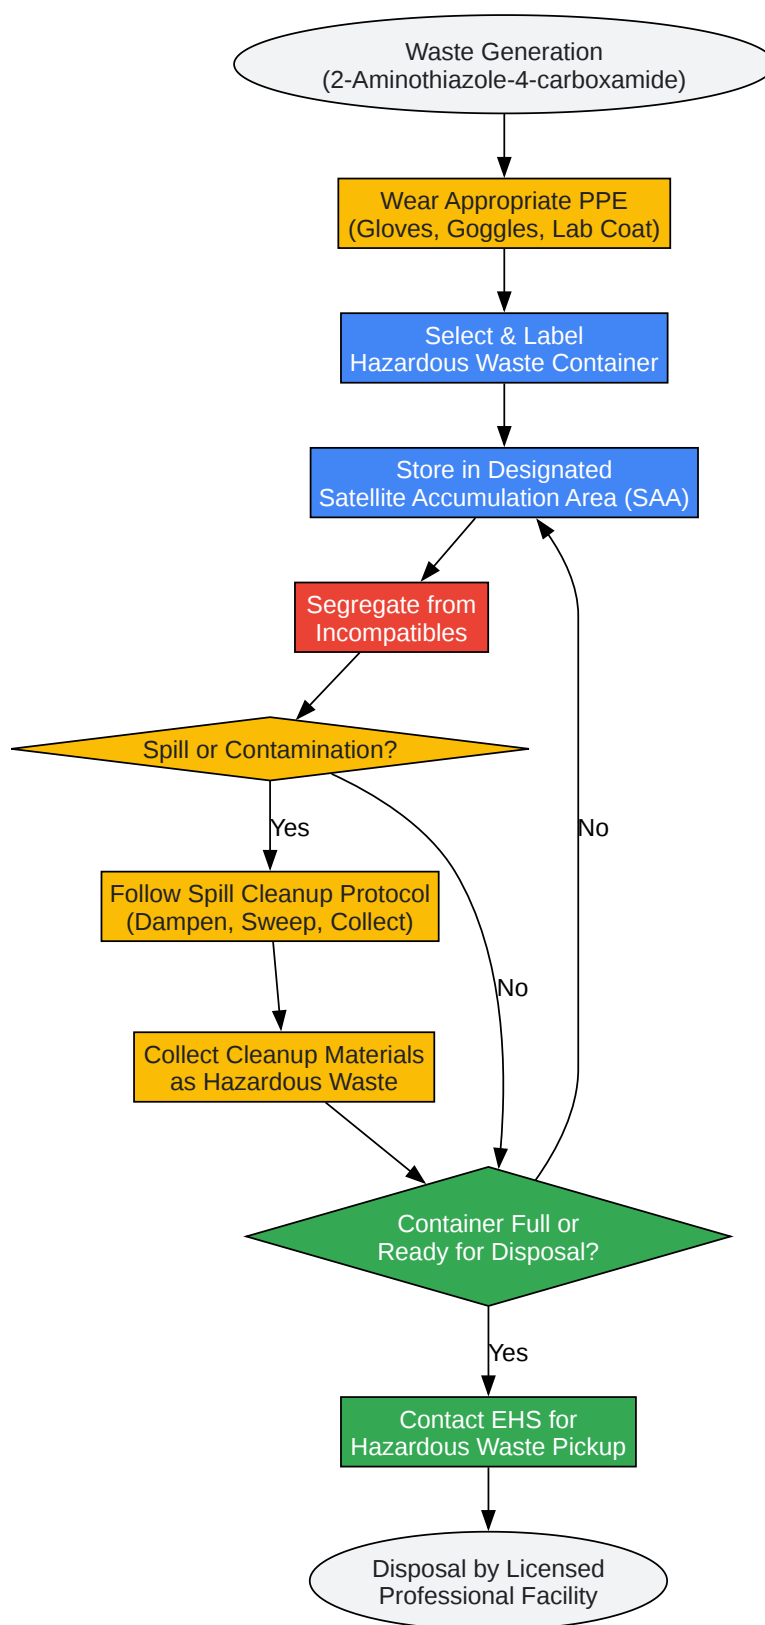 Waste Generation
(2-Aminothiazole-4-carboxamide)
Wear Appropriate PPE
(Gloves, Goggles, Lab Coat)
Select & Label
Hazardous Waste Container
Store in Designated
Satellite Accumulation Area (SAA)
Segregate from
Incompatibles
Spill or Contamination?
Yes
No
Follow Spill Cleanup Protocol
(Dampen, Sweep, Collect)
No
Collect Cleanup Materials
as Hazardous Waste
Container Full or
Ready for Disposal?
Yes
Contact EHS for
Hazardous Waste Pickup
Disposal by Licensed
Professional Facility